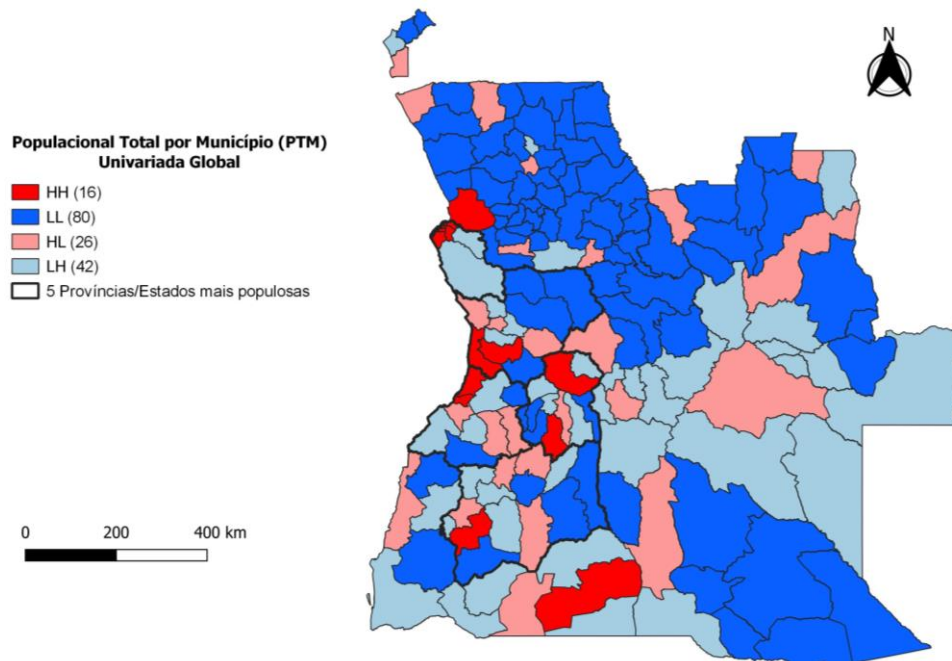 N
Populacional Total por Município (PTM)
Univariada Global
HH (16)
LL (80)
HL (26)
LH (42)
5 Províncias/Estados mais populosas
0 200 400 km